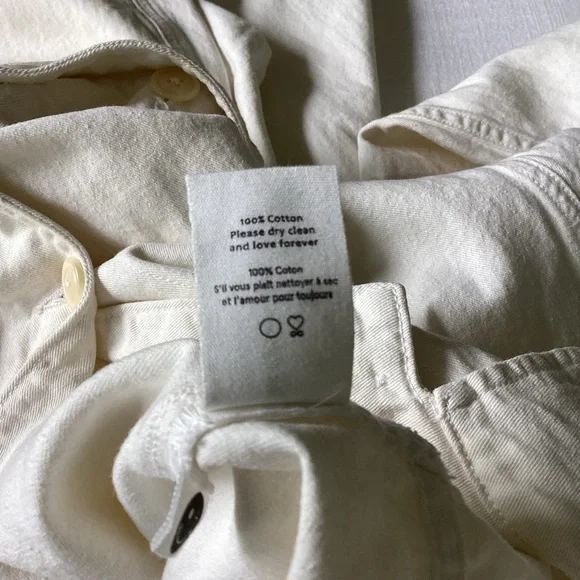 100% Cotton
Please dry clean
and love forever
100% Coton
S'il vous plaît nettoyer à sec
et l'amour pour toujours